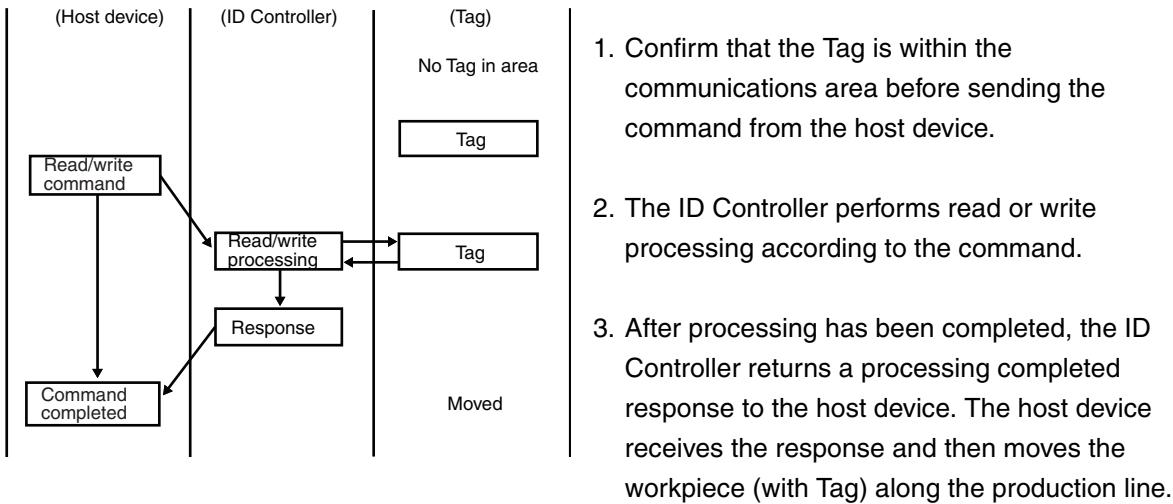 (Host device)
(ID Controller)
(Tag)
No Tag in area
Tag
Read/write
command
Read/write
processing
Tag
Response
Command
completed
Moved
1. Confirm that the Tag is within the
communications area before sending the
command from the host device.
2. The ID Controller performs read or write
processing according to the command.
3. After processing has been completed, the ID
Controller returns a processing completed
response to the host device. The host device
receives the response and then moves the
workpiece (with Tag) along the production line.